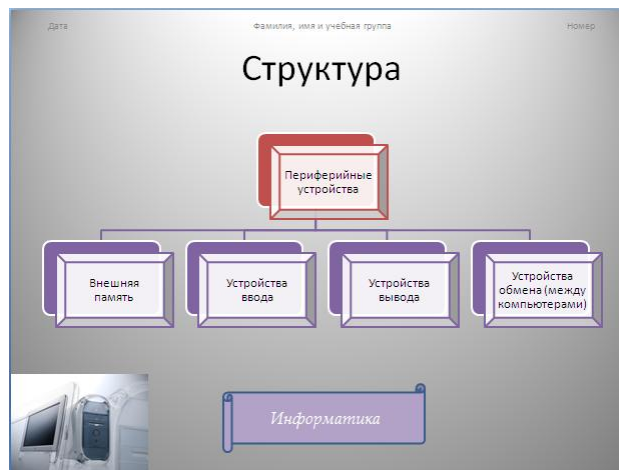 Дата Фамилия, имя и учебная группа Номер
Структура
Периферийные
устройства
Внешняя
память
Устройства
ввода
Устройства
вывода
Устройства
обмена (между
компьютерами)
Информатика